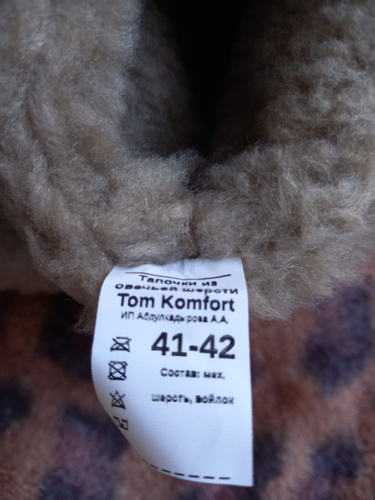 Тапочки из
овечьей шерсти
Tom Komfort
ИП Абдулкадырова А.А.
41-42
Состав: мех,
шерсть, войлок